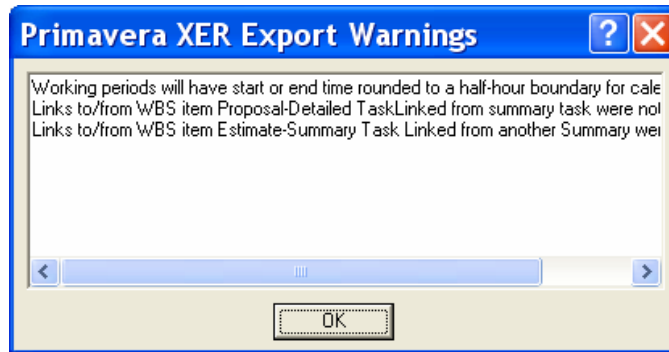 Primavera XER Export Warnings
Working periods will have start or end time rounded to a half-hour boundary for cale
Links to/from WBS item Proposal-Detailed TaskLinked from summary task were not
Links to/from WBS item Estimate-Summary Task Linked from another Summary wer
OK